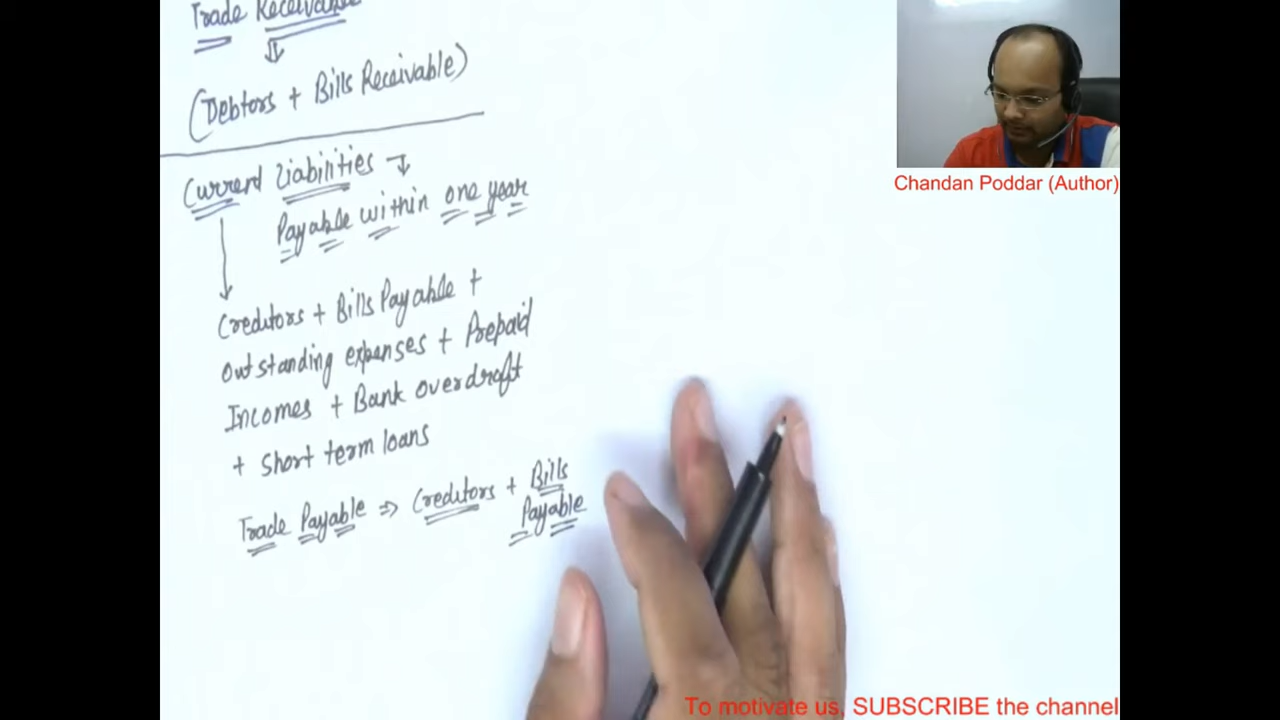 Trade Receivable
(Debtors + Bills Receivable)
Current Liabilities
Payable within one year
Creditors + Bills Payable +
outstanding expenses + Prepaid
Incomes + Bank overdraft
+ short term loans
Trade Payable ⇒ Creditors + Bills
Payable
Chandan Poddar (Author)
To motivate us, SUBSCRIBE the channel